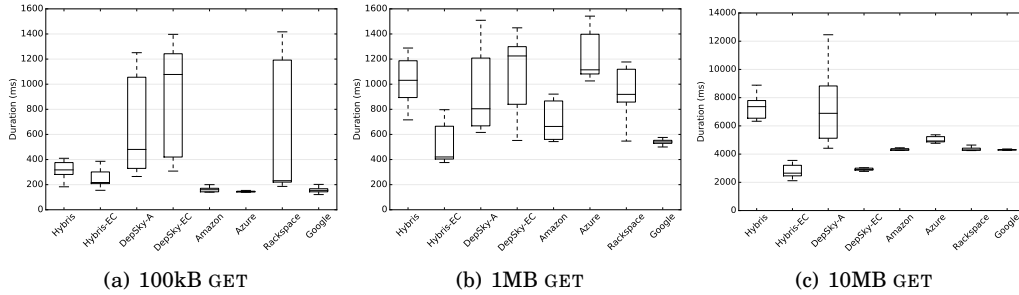 1600
1400
1200
1000
800
600
400
200
0
Duration (ms)
Hybris
Hybris-EC
DepSky-A
DepSky-EC
Amazon
Azure
Rackspace
Google
(a) 100kB GET
1600
1400
1200
1000
800
600
400
200
0
Duration (ms)
Hybris
Hybris-EC
DepSky-A
DepSky-EC
Amazon
Azure
Rackspace
Google
(b) 1MB GET
14000
12000
10000
8000
6000
4000
2000
0
Duration (ms)
Hybris
Hybris-EC
DepSky-A
DepSky-EC
Amazon
Azure
Rackspace
Google
(c) 10MB GET